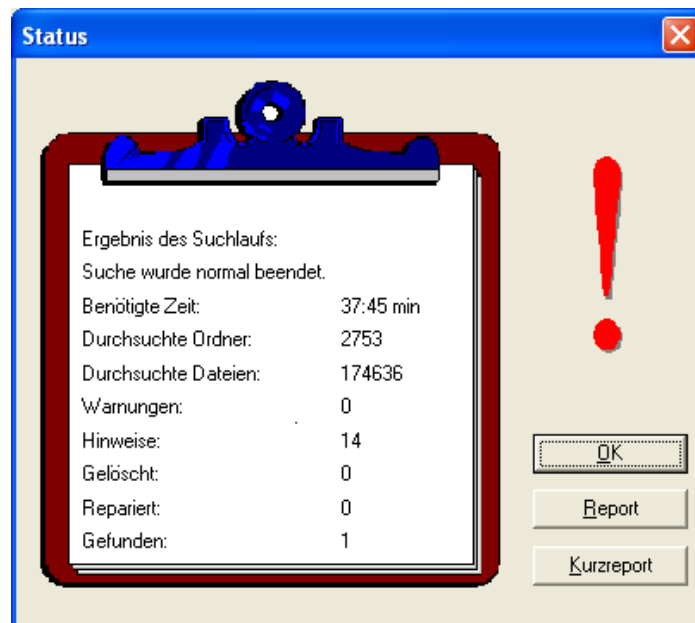 Status
Ergebnis des Suchlaufs:
Suche wurde normal beendet.
Benötigte Zeit: 37:45 min
Durchsuchte Ordner: 2753
Durchsuchte Dateien: 174636
Warnungen: 0
Hinweise: 14
Gelöscht: 0
Repariert: 0
Gefunden: 1
OK
Report
Kurzreport